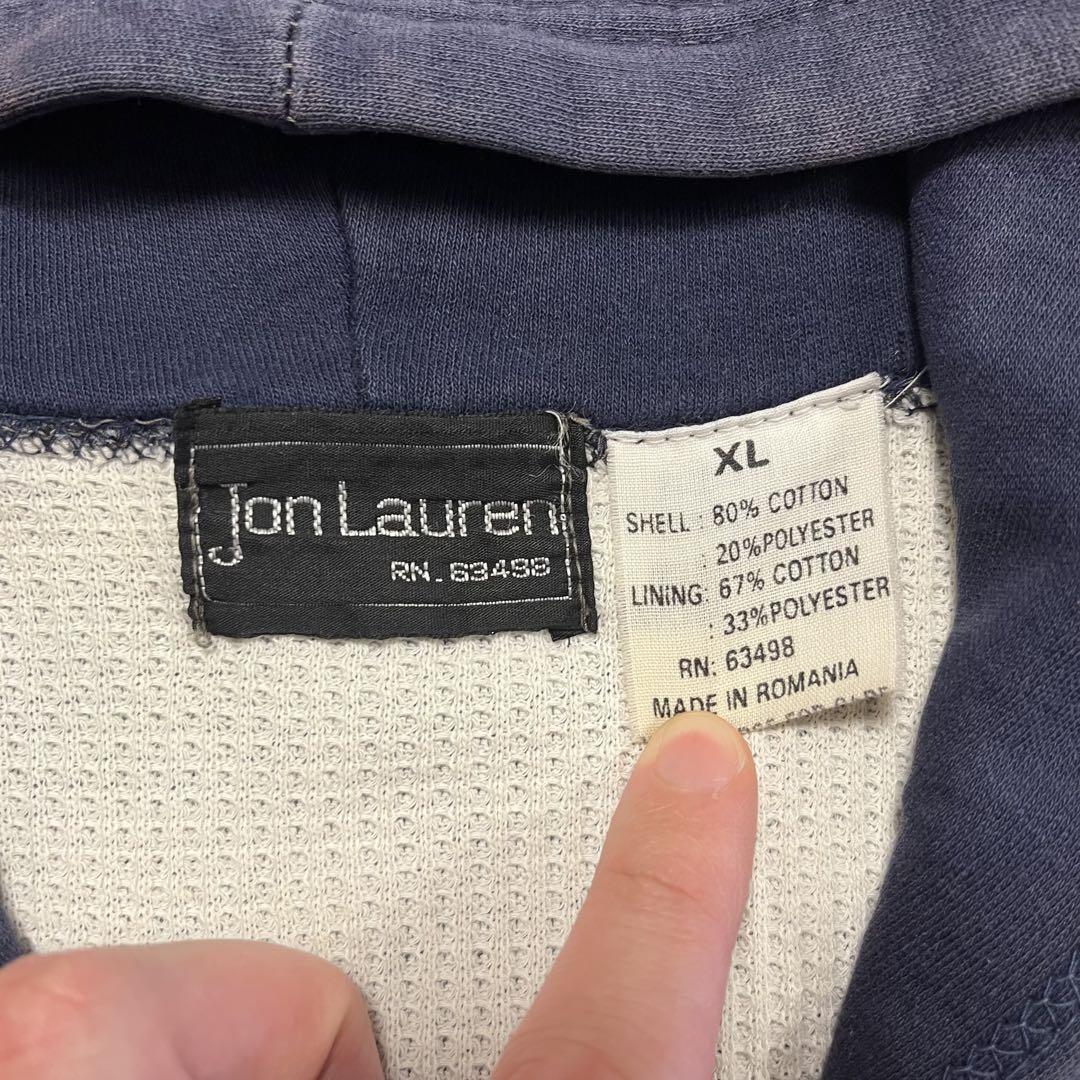 Jon Lauren
RN. 63498
XL
SHELL : 80% COTTON
: 20%POLYESTER
LINING: 67% COTTON
: 33%POLYESTER
RN: 63498
MADE IN ROMANIA
FOR